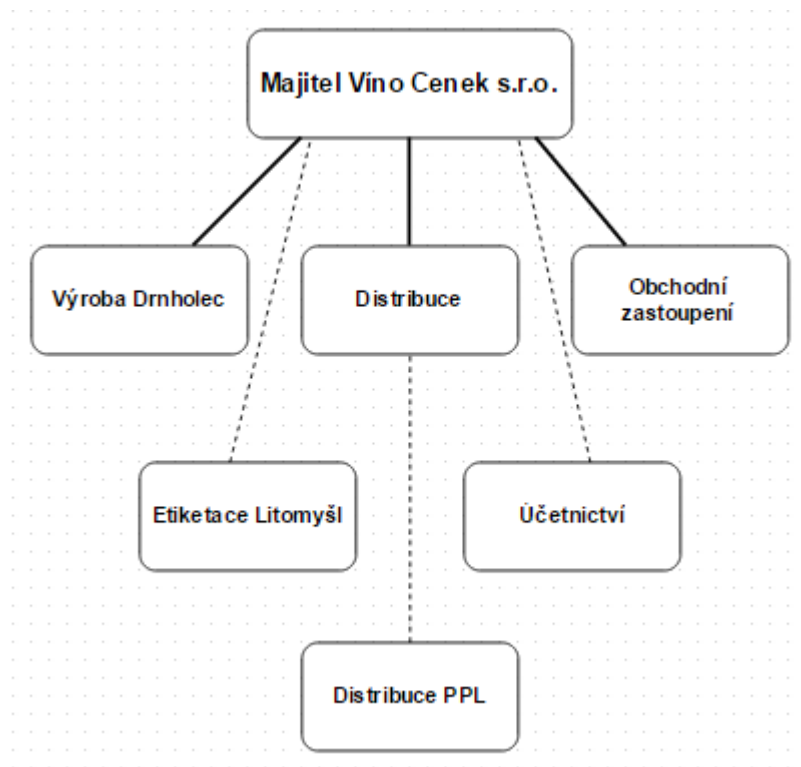 Majitel Víno Cenek s.r.o.
Výroba Drnholec
Distribuce
Obchodní
zastoupení
Etiketace Litomyšl
Účetnictví
Distribuce PPL